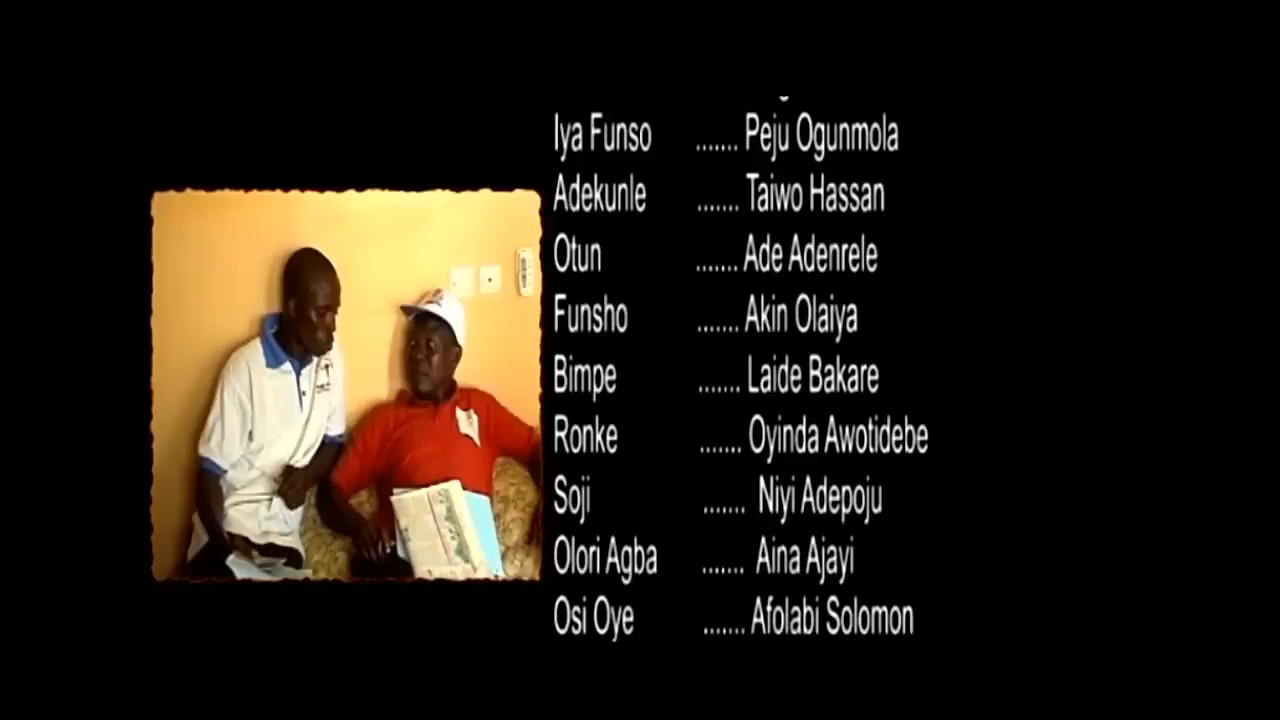 Iya Funso ....... Peju Ogunmola
Adekunle ....... Taiwo Hassan
Otun ....... Ade Adenrele
Funsho ....... Akin Olaiya
Bimpe ....... Laide Bakare
Ronke ....... Oyinda Awotidebe
Soji ....... Niyi Adepoju
Olori Agba ....... Aina Ajayi
Osi Oye ....... Afolabi Solomon